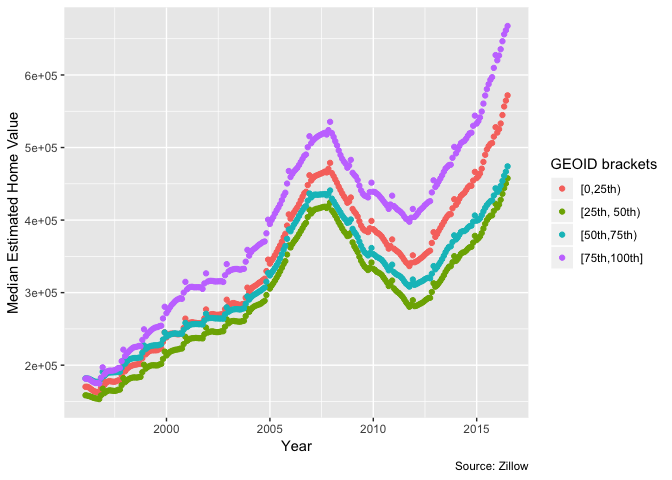 Median Estimated Home Value
6e+05
5e+05
4e+05
3e+05
2e+05
2000
2005
2010
2015
Year
Source: Zillow
GEOID brackets
[0,25th)
[25th, 50th)
[50th,75th)
[75th,100th]